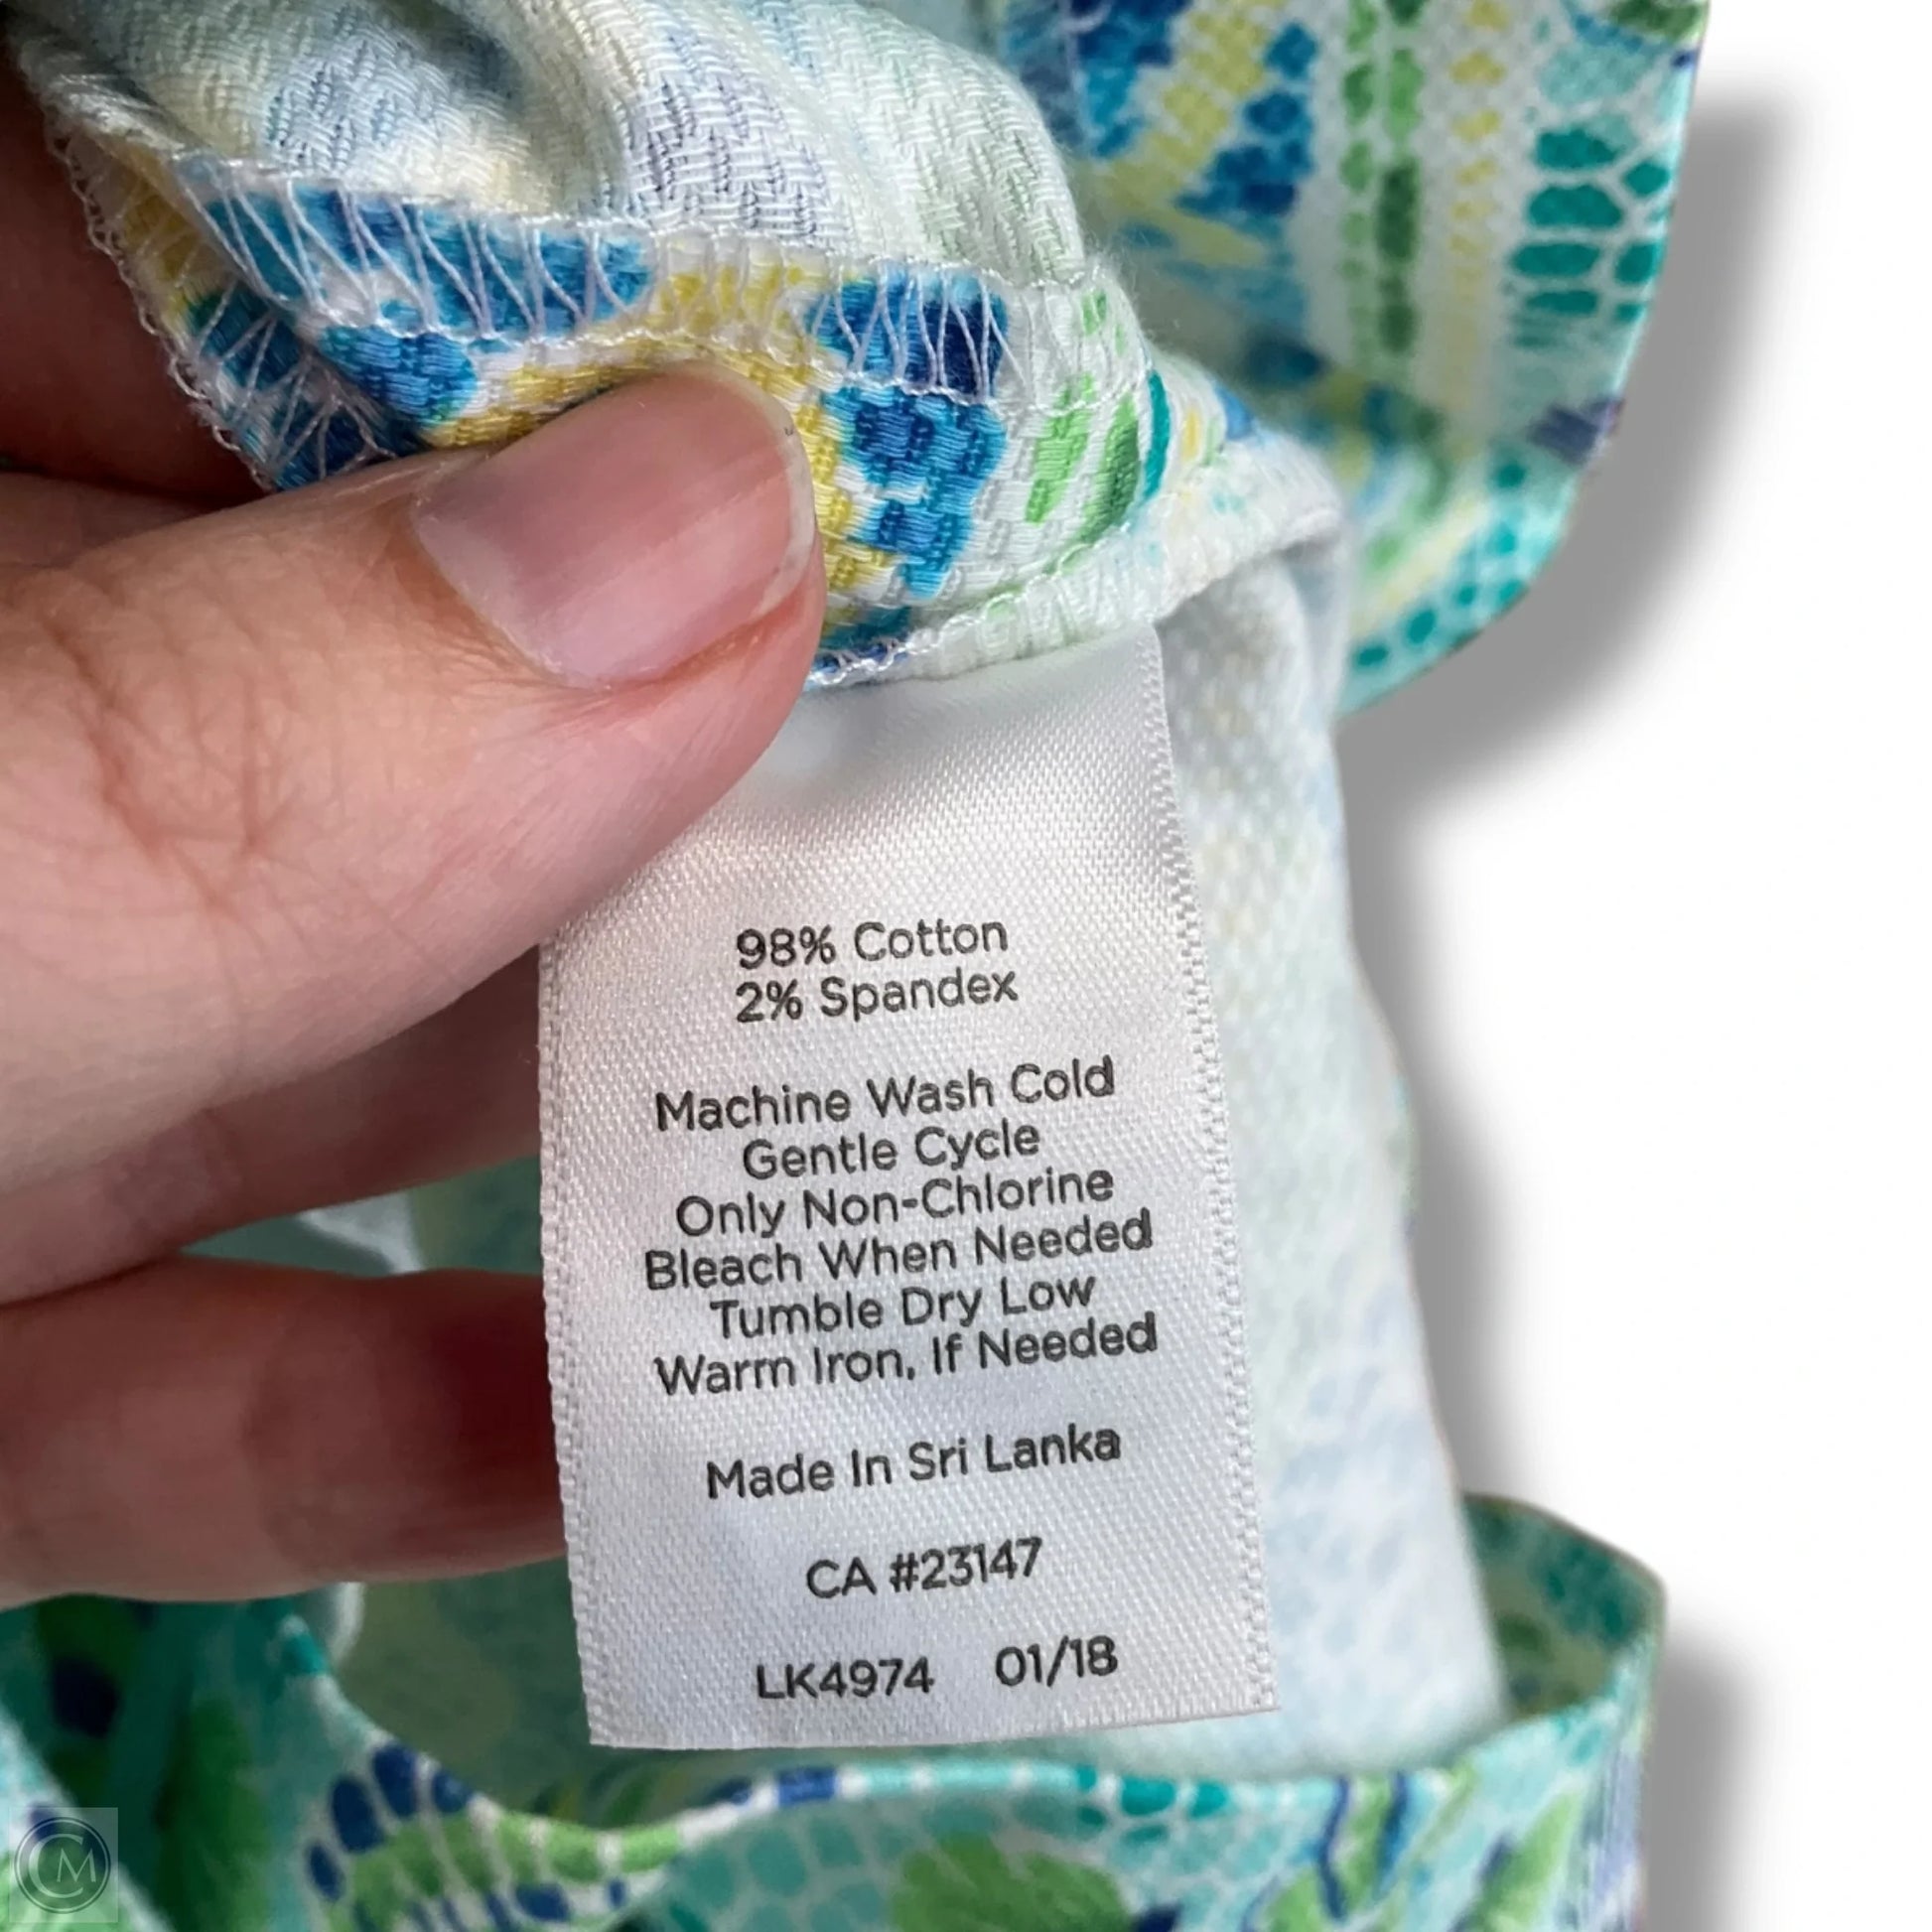 98% Cotton
2% Spandex
Machine Wash Cold
Gentle Cycle
Only Non-Chlorine
Bleach When Needed
Tumble Dry Low
Warm Iron, If Needed
Made In Sri Lanka
CA #23147
LK4974 01/18
CM